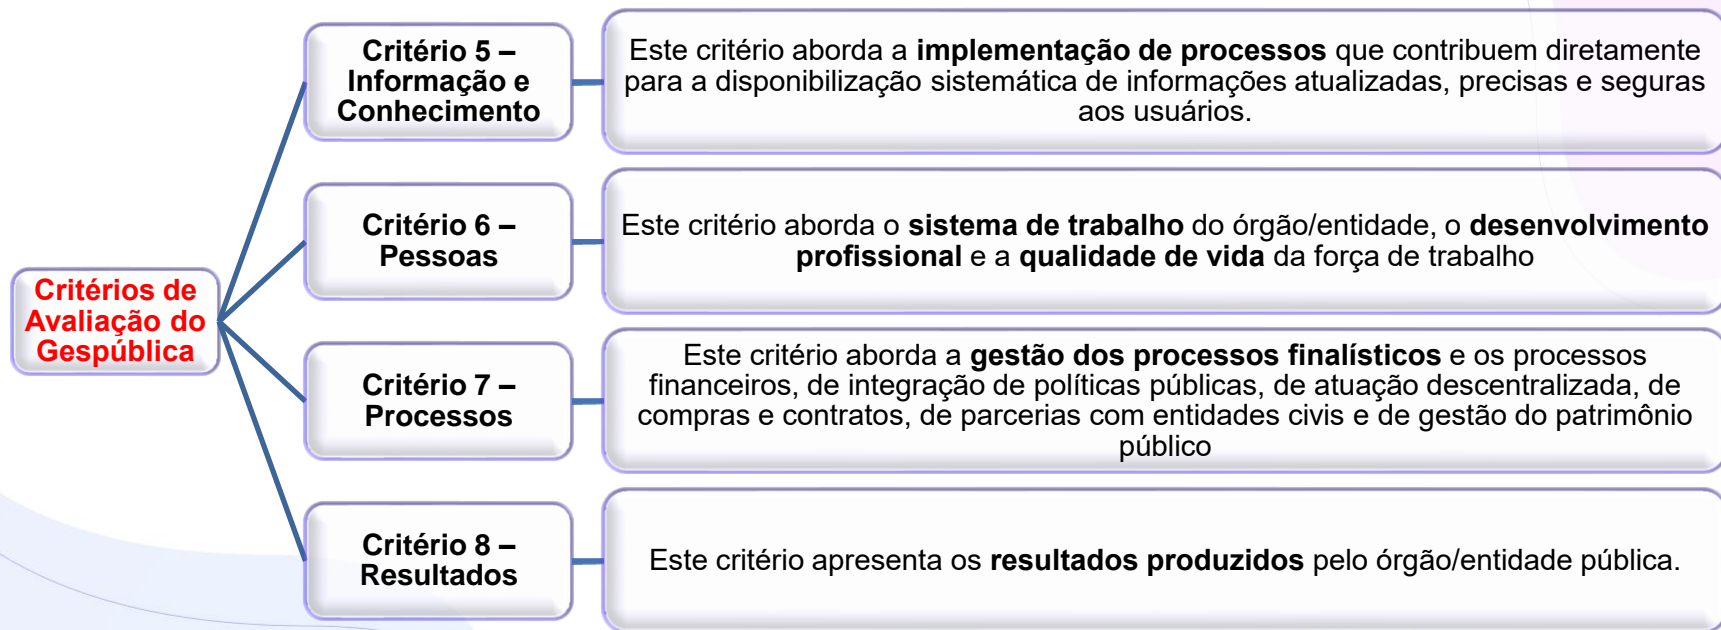 Critérios de
Avaliação do
Gespública
Critério 5 –
Informação e
Conhecimento
Este critério aborda a implementação de processos que contribuem diretamente
para a disponibilização sistemática de informações atualizadas, precisas e seguras
aos usuários.
Critério 6 –
Pessoas
Este critério aborda o sistema de trabalho do órgão/entidade, o desenvolvimento
profissional e a qualidade de vida da força de trabalho
Critério 7 –
Processos
Este critério aborda a gestão dos processos finalísticos e os processos
financeiros, de integração de políticas públicas, de atuação descentralizada, de
compras e contratos, de parcerias com entidades civis e de gestão do patrimônio
público
Critério 8 –
Resultados
Este critério apresenta os resultados produzidos pelo órgão/entidade pública.